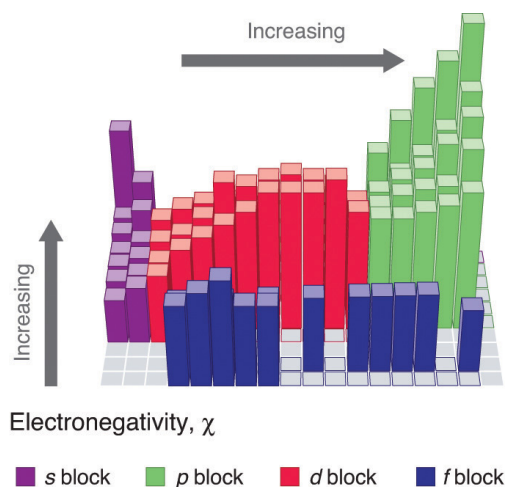 Increasing
Increasing
Electronegativity, χ
s block
p block
d block
f block